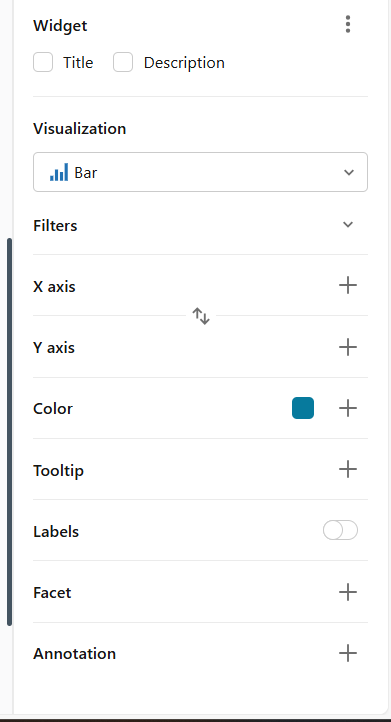 Widget
Title Description
Visualization
Bar
Filters
X axis
Y axis
Color
Tooltip
Labels
Facet
Annotation